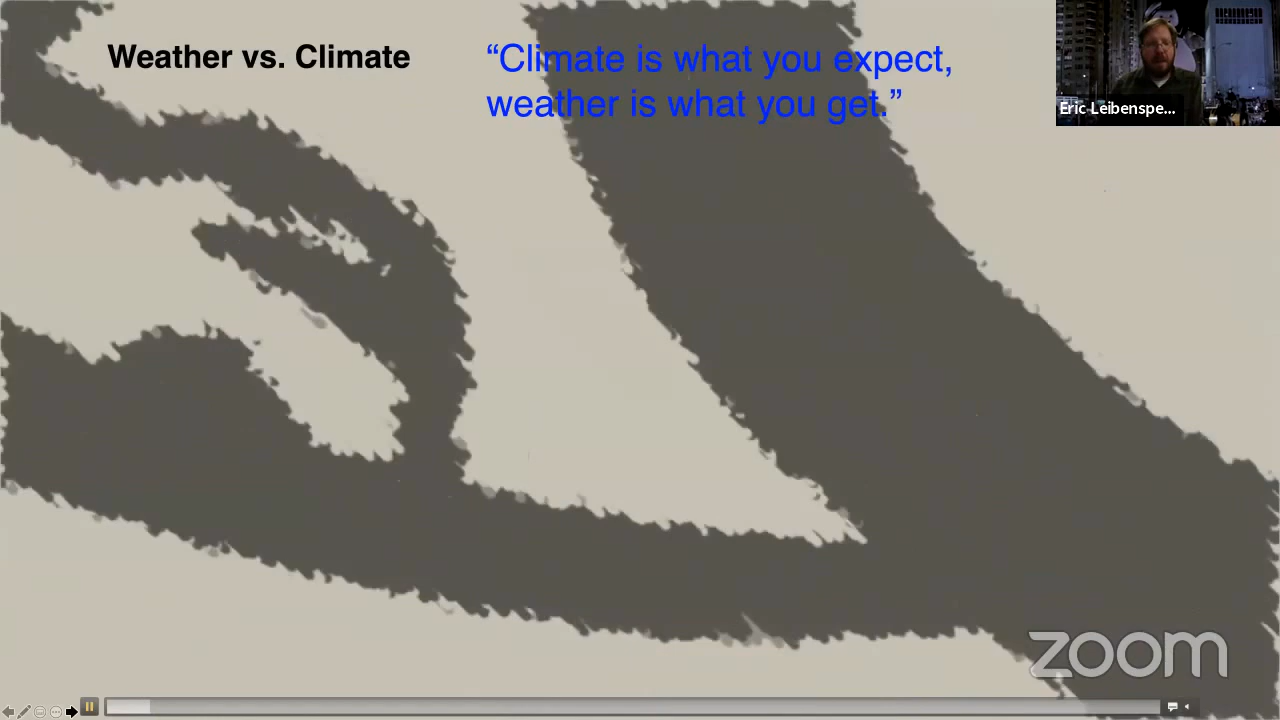 Weather vs. Climate
“Climate is what you expect,
weather is what you get.”
Eric Leibenspe...
zoom